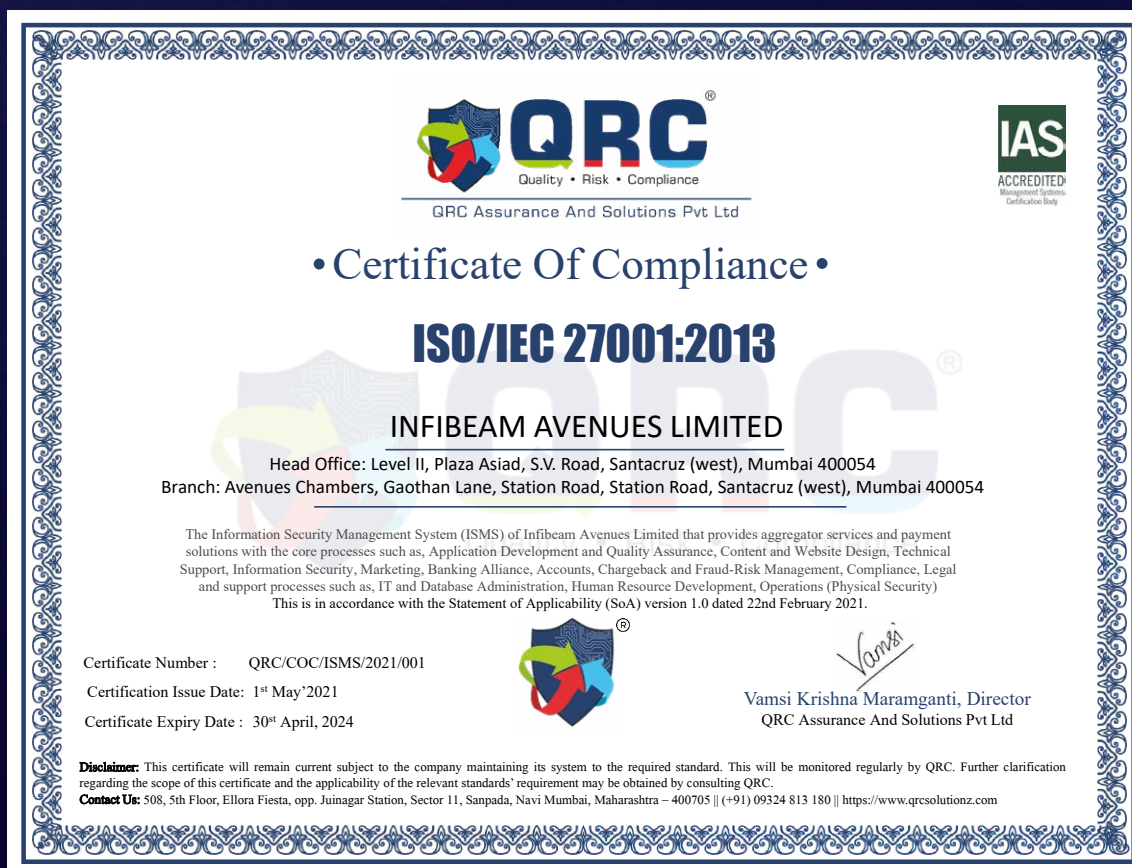 QRC®
Quality • Risk • Compliance
QRC Assurance And Solutions Pvt Ltd
IAS
ACCREDITED
Management Systems
Certification Body
• Certificate Of Compliance •
ISO/IEC 27001:2013
INFIBEAM AVENUES LIMITED
Head Office: Level II, Plaza Asiad, S.V. Road, Santacruz (west), Mumbai 400054
Branch: Avenues Chambers, Gaothan Lane, Station Road, Station Road, Santacruz (west), Mumbai 400054
The Information Security Management System (ISMS) of Infibeam Avenues Limited that provides aggregator services and payment
solutions with the core processes such as, Application Development and Quality Assurance, Content and Website Design, Technical
Support, Information Security, Marketing, Banking Alliance, Accounts, Chargeback and Fraud-Risk Management, Compliance, Legal
and support processes such as, IT and Database Administration, Human Resource Development, Operations (Physical Security)
This is in accordance with the Statement of Applicability (SoA) version 1.0 dated 22nd February 2021.
Certificate Number : QRC/COC/ISMS/2021/001
Certification Issue Date: 1st May'2021
Certificate Expiry Date : 30st April, 2024
®
Vamsi
Vamsi Krishna Maramganti, Director
QRC Assurance And Solutions Pvt Ltd
Disclaimer: This certificate will remain current subject to the company maintaining its system to the required standard. This will be monitored regularly by QRC. Further clarification
regarding the scope of this certificate and the applicability of the relevant standards' requirement may be obtained by consulting QRC.
Contact Us: 508, 5th Floor, Ellora Fiesta, opp. Juinagar Station, Sector 11, Sanpada, Navi Mumbai, Maharashtra – 400705 || (+91) 09324 813 180 || https://www.qrcsolutionz.com